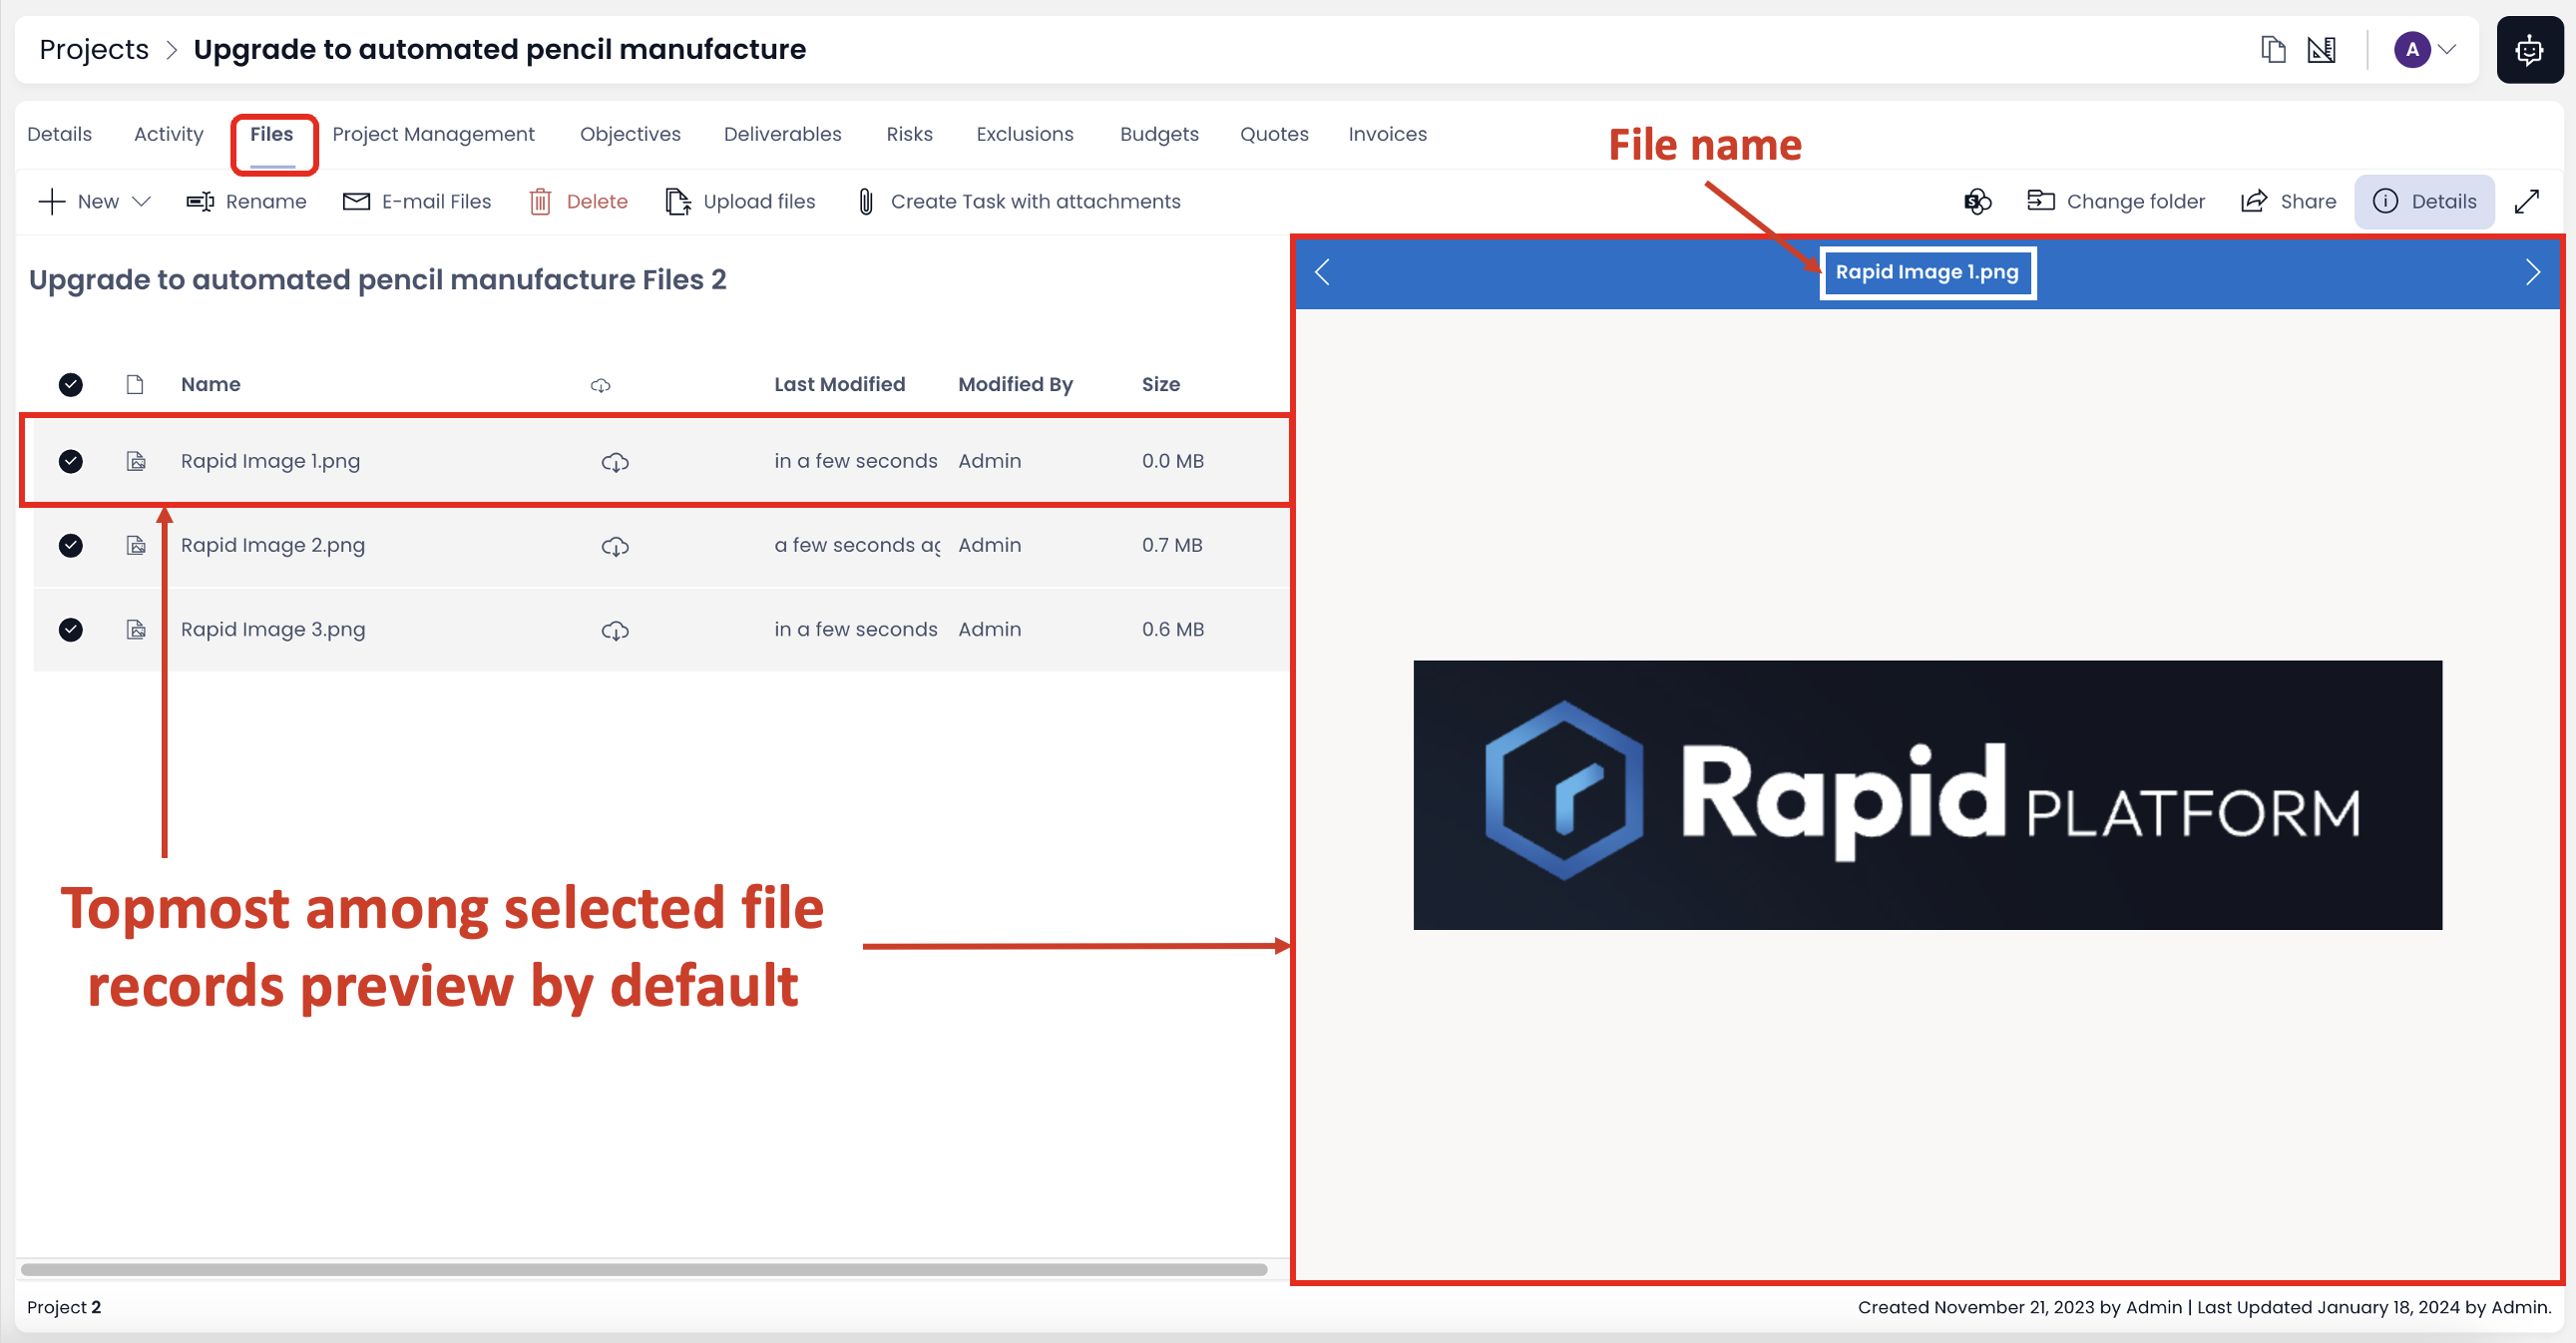 Projects > Upgrade to automated pencil manufacture
A
Details Activity Files Project Management Objectives Deliverables Risks Exclusions Budgets Quotes Invoices
File name
New Rename E-mail Files Delete Upload files Create Task with attachments Change folder Share Details
Upgrade to automated pencil manufacture Files 2
Rapid Image 1.png
Name Last Modified Modified By Size
Rapid Image 1.png in a few seconds Admin 0.0 MB
Rapid Image 2.png a few seconds ag Admin 0.7 MB
Rapid Image 3.png in a few seconds Admin 0.6 MB
Rapid PLATFORM
Topmost among selected file
records preview by default
Project 2
Created November 21, 2023 by Admin | Last Updated January 18, 2024 by Admin.